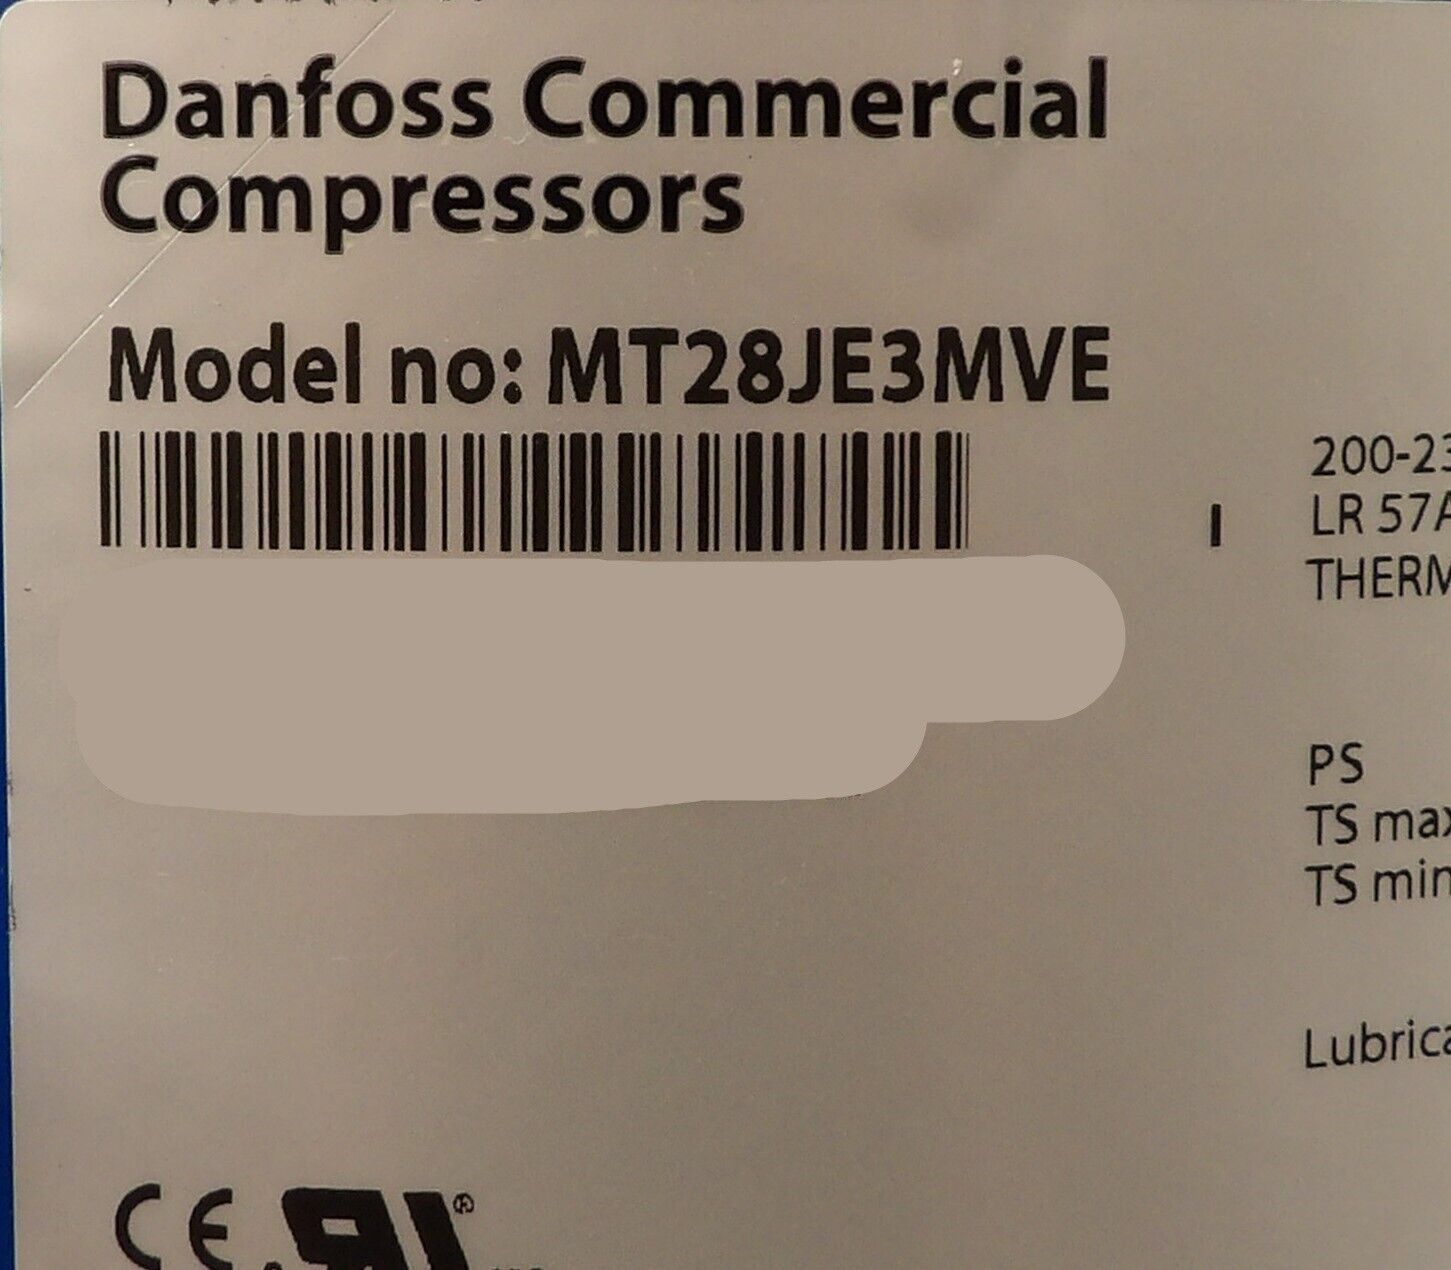 Danfoss Commercial
Compressors
Model no: MT28JE3MVE
200-23
LR 57A
THERM
PS
TS max
TS min
Lubrica
CE
®